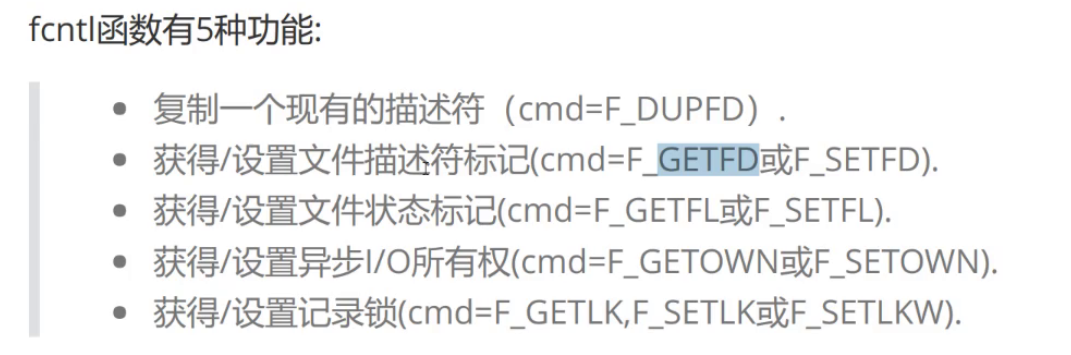 fcntl函数有5种功能:
复制一个现有的描述符（cmd=F_DUPFD）.
获得/设置文件描述符标记(cmd=F_GETFD或F_SETFD).
获得/设置文件状态标记(cmd=F_GETFL或F_SETFL).
获得/设置异步I/O所有权(cmd=F_GETOWN或F_SETOWN).
获得/设置记录锁(cmd=F_GETLK,F_SETLK或F_SETLKW).